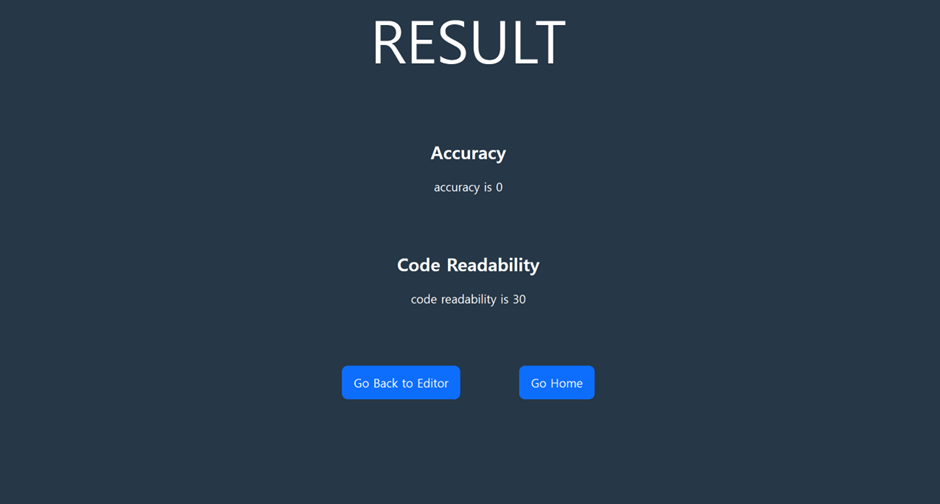 RESULT
Accuracy
accuracy is 0
Code Readability
code readability is 30
Go Back to Editor
Go Home